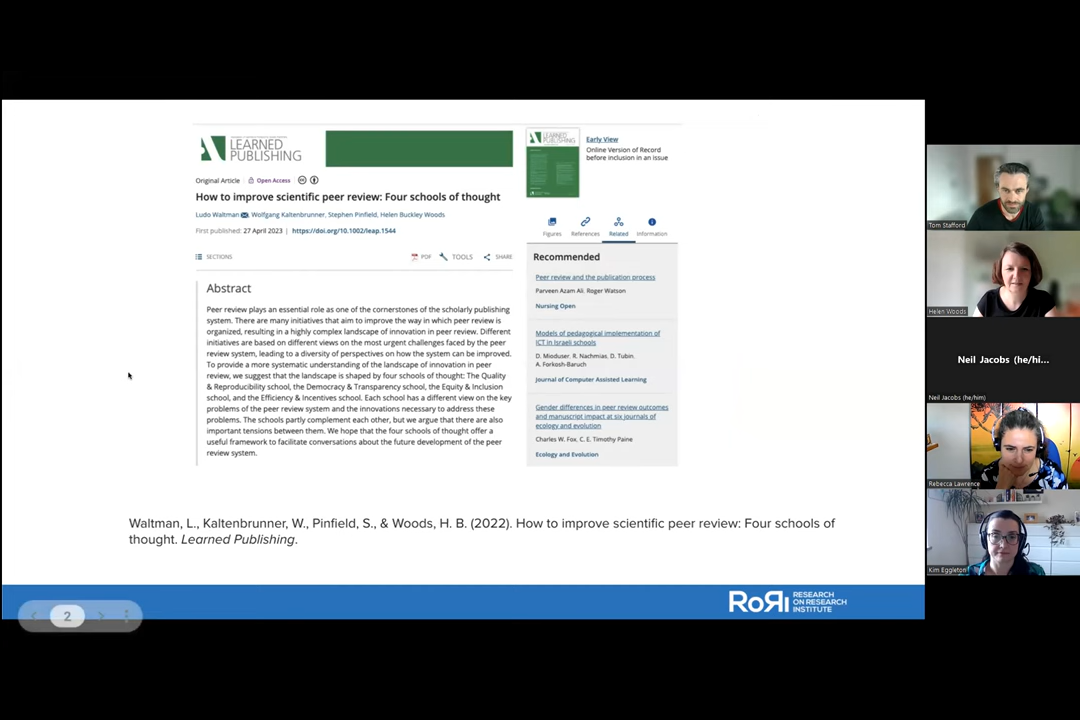 LEARNED
PUBLISHING
Original Article | Open Access
How to improve scientific peer review: Four schools of thought
Ludo Waltman, Wolfgang Kaltenbrunner, Stephen Pinfield, Helen Buckley Woods
First published: 27 April 2023 | https://doi.org/10.1002/leap.1544
SECTIONS PDF TOOLS SHARE
Abstract
Peer review plays an essential role as one of the cornerstones of the scholarly publishing
system. There are many initiatives that aim to improve the way in which peer review is
organized, resulting in a highly complex landscape of innovation in peer review. Different
initiatives are based on different views on the most urgent challenges faced by the peer
review system, leading to a diversity of perspectives on how the system can be improved.
To provide a more systematic understanding of the landscape of innovation in peer
review, we suggest that the landscape is shaped by four schools of thought: The Quality
& Reproducibility school, the Democracy & Transparency school, the Equity & Inclusion
school, and the Efficiency & Incentives school. Each school has a different view on the key
problems of the peer review system and the innovations necessary to address these
problems. The schools partly complement each other, but we argue that there are also
important tensions between them. We hope that the four schools of thought offer a
useful framework to facilitate conversations about the future development of the peer
review system.
LEARNED
PUBLISHING
Early View
Online Version of Record
before inclusion in an issue
Figures References Related Information
Recommended
Peer review and the publication process
Parveen Azam Ali, Roger Watson
Nursing Open
Models of pedagogical implementation of
ICT in Israeli schools
D. Mioduser, R. Nachmias, D. Tubin,
A. Forkosh-Baruch
Journal of Computer Assisted Learning
Gender differences in peer review outcomes
and manuscript impact at six journals of
ecology and evolution
Charles W. Fox, C. E. Timothy Paine
Ecology and Evolution
Waltman, L., Kaltenbrunner, W., Pinfield, S., & Woods, H. B. (2022). How to improve scientific peer review: Four schools of
thought. Learned Publishing.
2
RoRI RESEARCH
ON RESEARCH
INSTITUTE
Tom Stafford
Helen Woods
Neil Jacobs (he/hi...
Neil Jacobs (he/him)
Rebecca Lawrence
Kim Eggleton